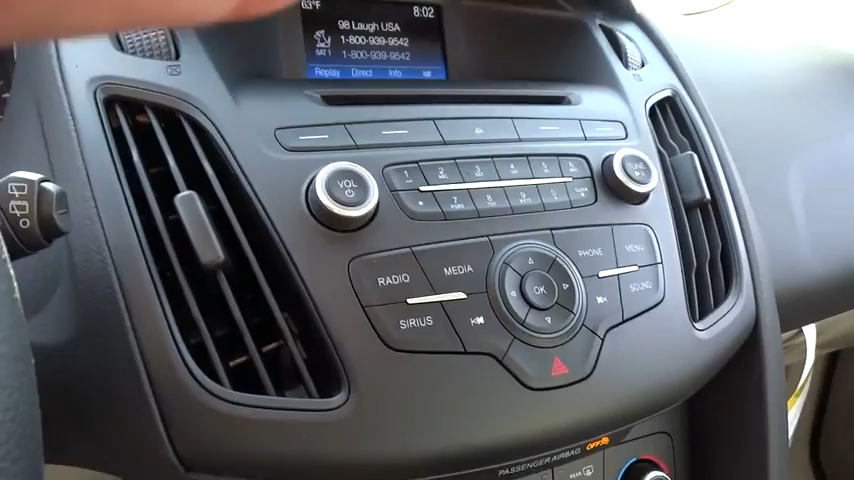 63°F 8:02
98 Laugh USA
1-800-939-9542
SAT 1 1-800-939-9542
Replay Direct Info
VOL
TUNE
1 2 3 4 5
7 8 9 0
RADIO MEDIA PHONE MENU
OK
SIRIUS SOUND
PASSENGER AIRBAG OFF
REAR